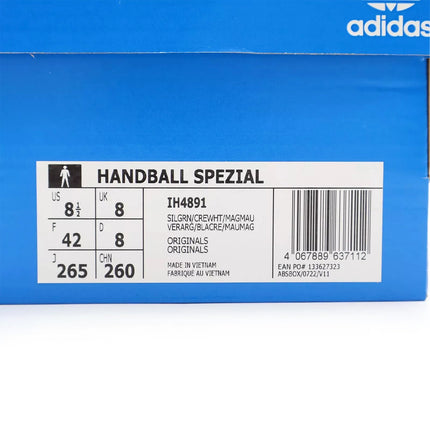 adidas
HANDBALL SPEZIAL
US
8½
UK
8
F
42
D
8
J
265
CHN
260
IH4891
SILGRN/CREWHT/MAGMAU
VERARG/BLACRE/MAUMAG
ORIGINALS
ORIGINALS
MADE IN VIETNAM
FABRIQUÉ AU VIETNAM
4 067889 637112
EAN PO# 133627323
ABSBOX/0722/V11